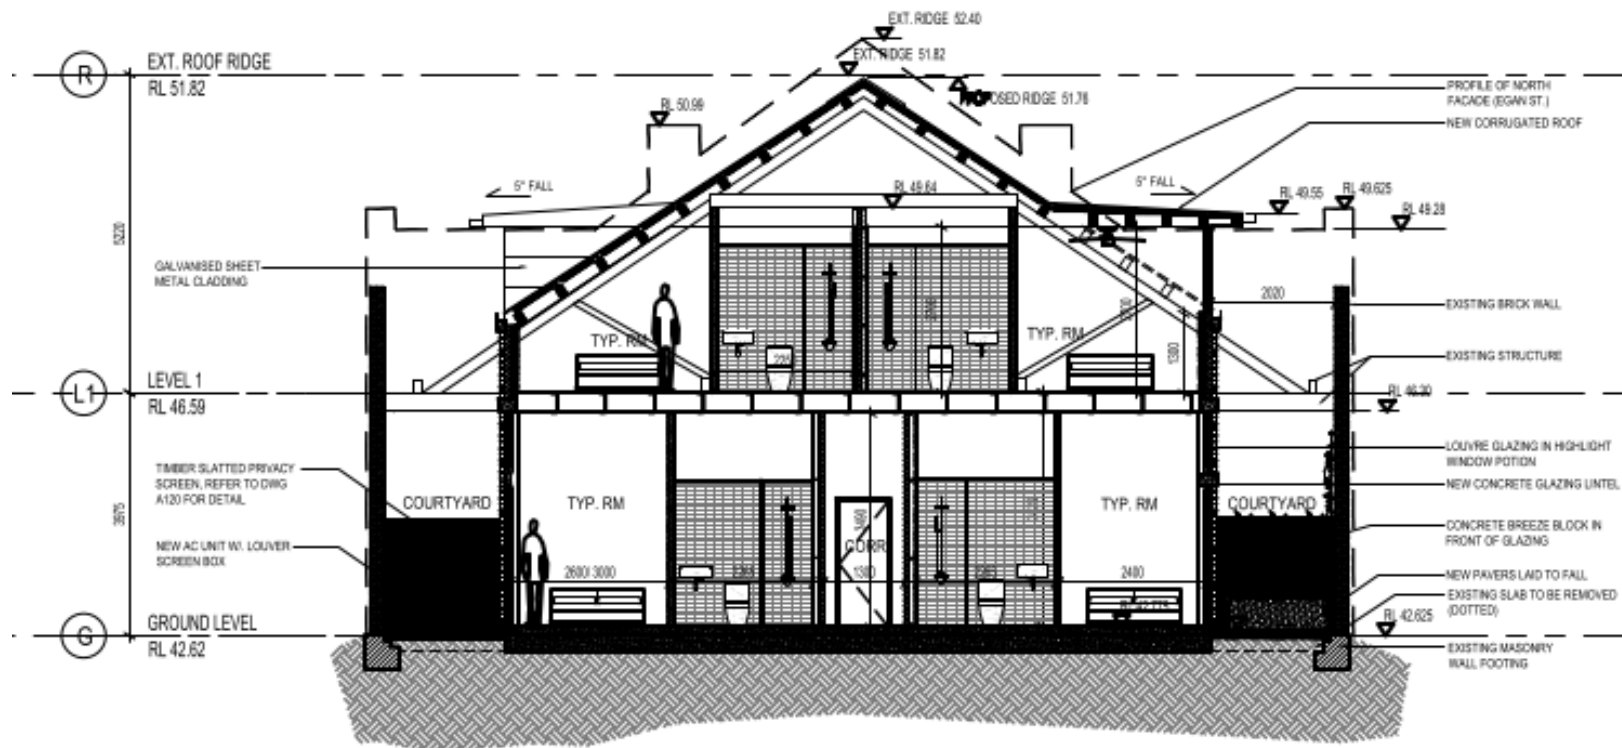 EXT. RIDGE 52.40
EXT. RIDGE 51.82
R
EXT. ROOF RIDGE
RL 51.82
POSED RIDGE 51.76
RL 50.99
PROFILE OF NORTH
FACADE (EGAN ST.)
NEW CORRUGATED ROOF
5° FALL
RL 49.64
5° FALL
RL 49.55
RL 49.625
RL 49.28
5220
GALVANISED SHEET
METAL CLADDING
2020
EXISTING BRICK WALL
TYP. RM
TYP. RM
1300
EXISTING STRUCTURE
L1
LEVEL 1
RL 46.59
RL 46.30
LOUVRE GLAZING IN HIGHLIGHT
WINDOW POTION
TIMBER SLATTED PRIVACY
SCREEN, REFER TO DWG
A120 FOR DETAIL
COURTYARD
TYP. RM
TYP. RM
COURTYARD
NEW CONCRETE GLAZING LINTEL
3975
CONCRETE BREEZE BLOCK IN
FRONT OF GLAZING
NEW AC UNIT W/. LOUVER
SCREEN BOX
3490
CORR.
2600/ 3000
1300
2400
NEW PAVERS LAID TO FALL
EXISTING SLAB TO BE REMOVED
(DOTTED)
G
GROUND LEVEL
RL 42.62
RL 42.625
EXISTING MASONRY
WALL FOOTING